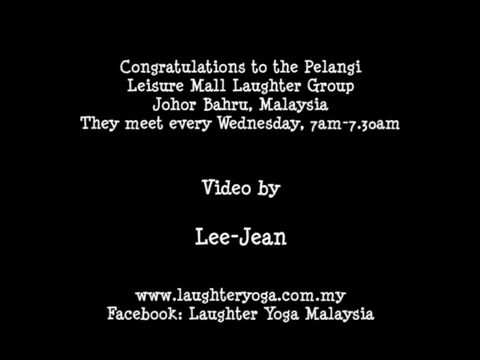 Congratulations to the Pelangi
Leisure Mall Laughter Group
Johor Bahru, Malaysia
They meet every Wednesday, 7am-7.30am
Video by
Lee-Jean
www.laughteryoga.com.my
Facebook: Laughter Yoga Malaysia